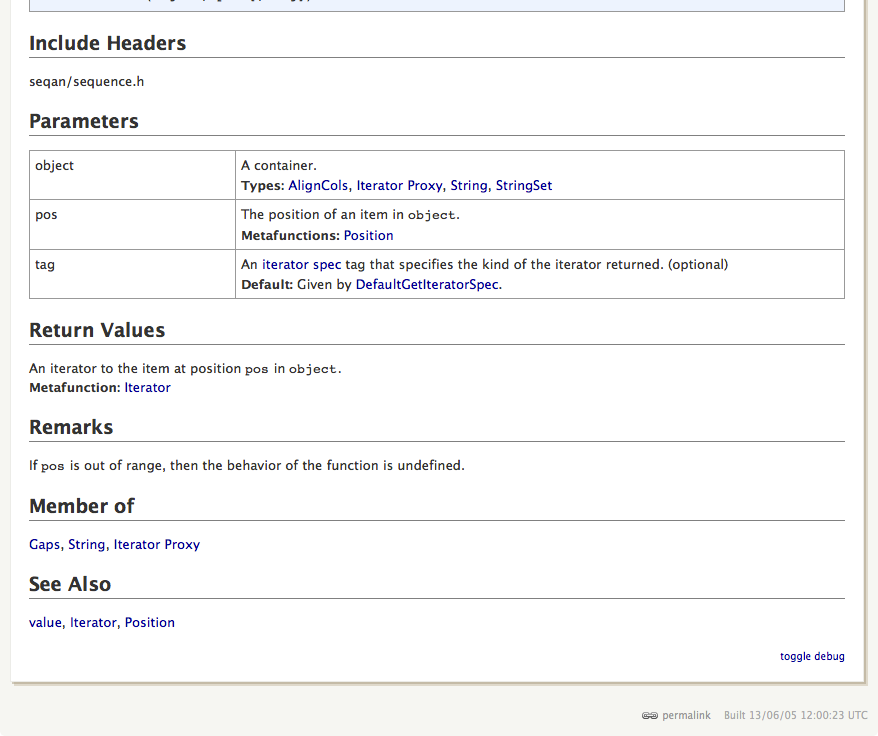 Include Headers
seqan/sequence.h
Parameters
object
A container.
Types: AlignCols, Iterator Proxy, String, StringSet
pos
The position of an item in object.
Metafunctions: Position
tag
An iterator spec tag that specifies the kind of the iterator returned. (optional)
Default: Given by DefaultGetIteratorSpec.
Return Values
An iterator to the item at position pos in object.
Metafunction: Iterator
Remarks
If pos is out of range, then the behavior of the function is undefined.
Member of
Gaps, String, Iterator Proxy
See Also
value, Iterator, Position
toggle debug
permalink Built 13/06/05 12:00:23 UTC